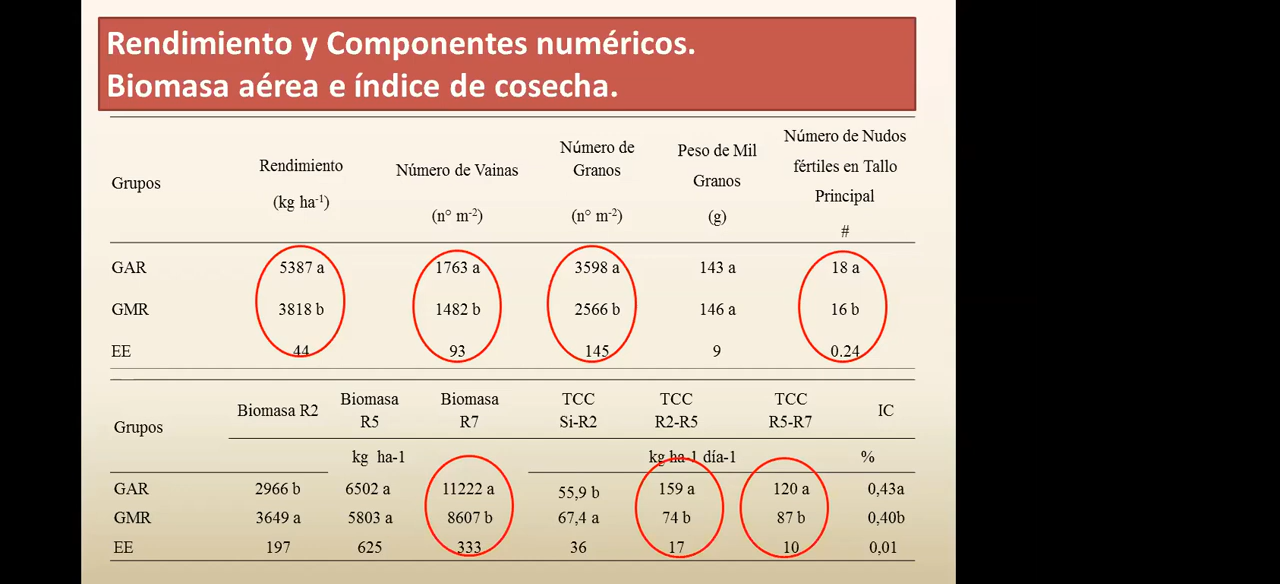 Rendimiento y Componentes numéricos.
Biomasa aérea e índice de cosecha.
Grupos Rendimiento (kg ha-1) Número de Vainas (n° m-2) Número de Granos (n° m-2) Peso de Mil Granos (g) Número de Nudos fértiles en Tallo Principal #
GAR 5387 a 1763 a 3598 a 143 a 18 a
GMR 3818 b 1482 b 2566 b 146 a 16 b
EE 44 93 145 9 0.24
Grupos Biomasa R2 Biomasa R5 Biomasa R7 TCC Si-R2 TCC R2-R5 TCC R5-R7 IC
kg ha-1 kg ha-1 día-1 %
GAR 2966 b 6502 a 11222 a 55,9 b 159 a 120 a 0,43a
GMR 3649 a 5803 a 8607 b 67,4 a 74 b 87 b 0,40b
EE 197 625 333 36 17 10 0,01